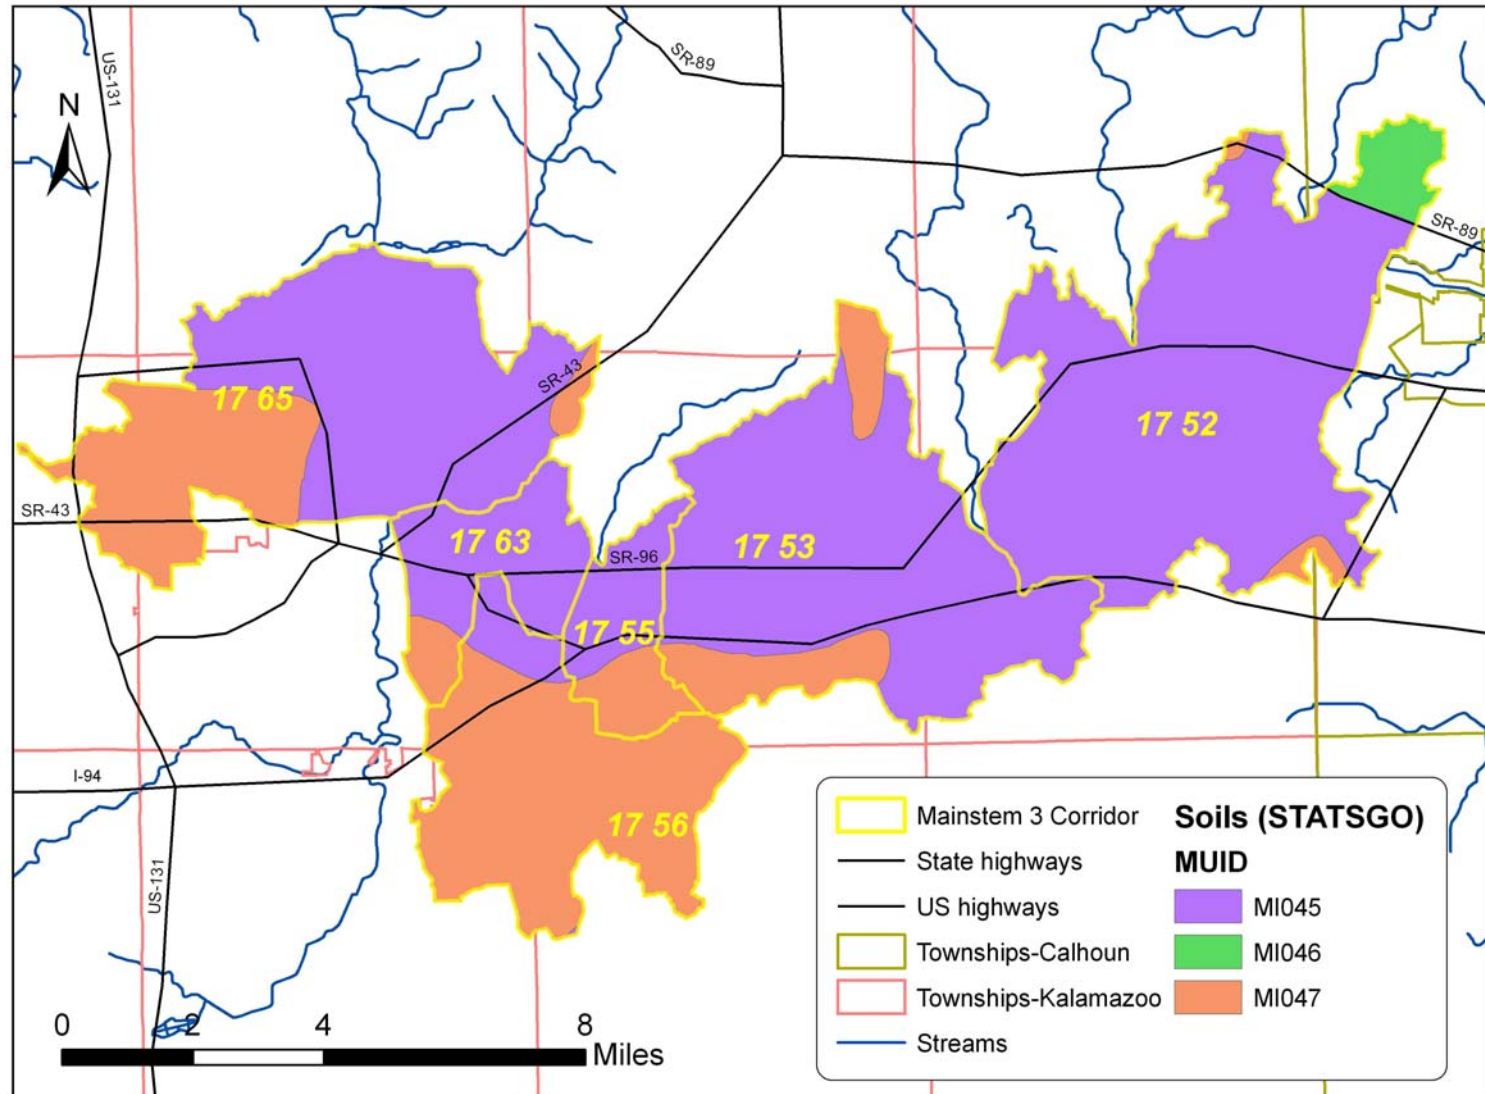 US-131
SR-89
N
SR-89
17 65
SR-43
17 52
SR-43
17 63
SR-96
17 53
17 55
I-94
17 56
US-131
0 2 4 8
Miles
Mainstem 3 Corridor
State highways
US highways
Townships-Calhoun
Townships-Kalamazoo
Streams
Soils (STATSGO)
MUID
MI045
MI046
MI047